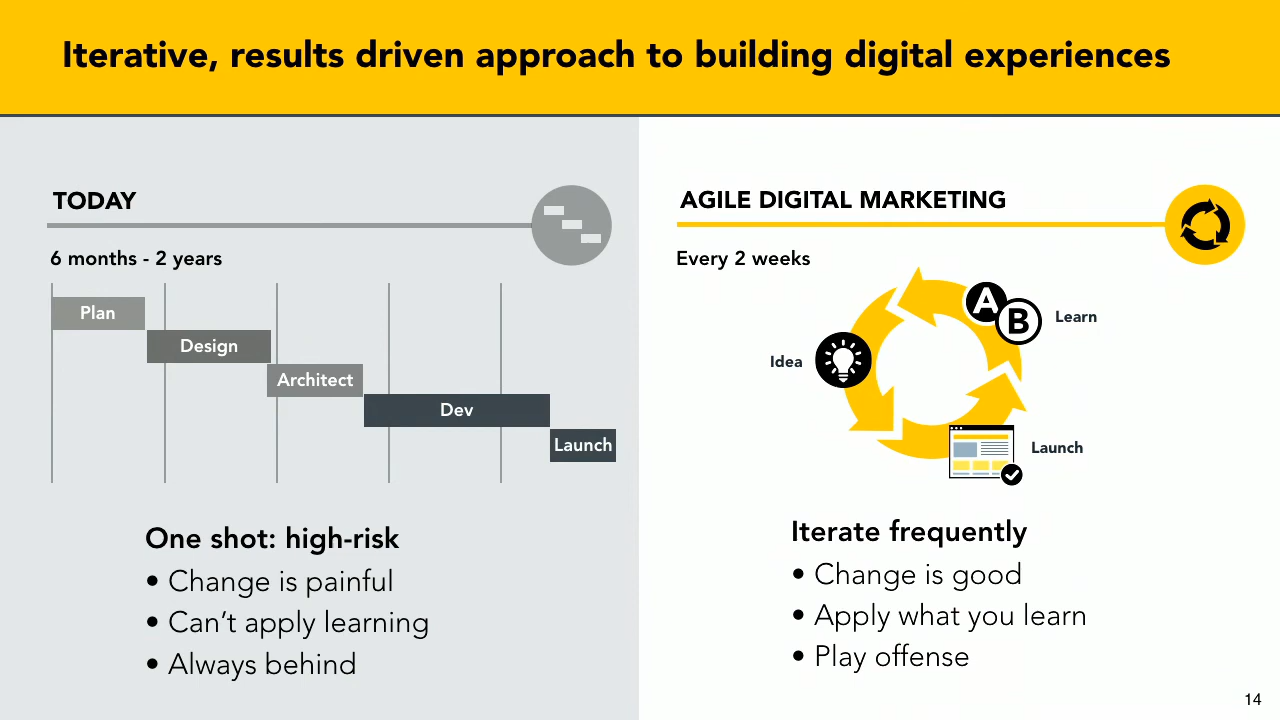 Iterative, results driven approach to building digital experiences
TODAY
6 months - 2 years
Plan
Design
Architect
Dev
Launch
One shot: high-risk
• Change is painful
• Can’t apply learning
• Always behind
AGILE DIGITAL MARKETING
Every 2 weeks
A
B
Learn
Idea
Launch
Iterate frequently
• Change is good
• Apply what you learn
• Play offense
14